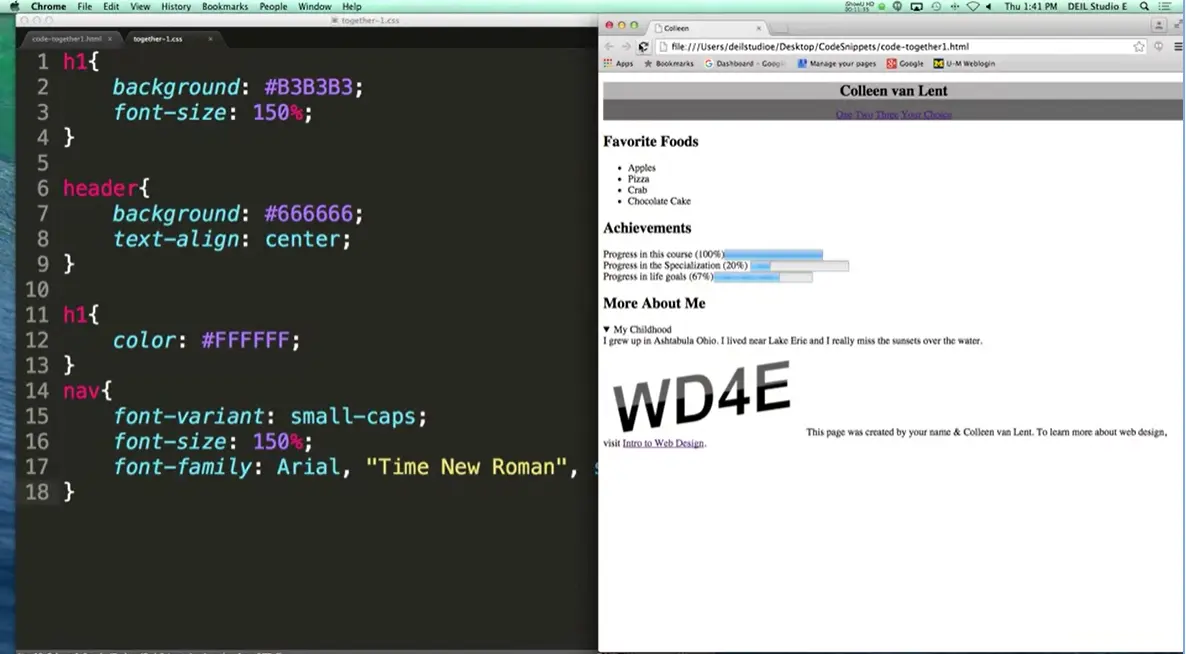 Chrome File Edit View History Bookmarks People Window Help
Thu 1:41 PM DEIL Studio E
together-1.css
code-together1.html × together-1.css ×
1 h1{
2 background: #B3B3B3;
3 font-size: 150%;
4 }
5
6 header{
7 background: #666666;
8 text-align: center;
9 }
10
11 h1{
12 color: #FFFFFF;
13 }
14 nav{
15 font-variant: small-caps;
16 font-size: 150%;
17 font-family: Arial, "Time New Roman",
18 }
Colleen ×
file:///Users/deilstudioe/Desktop/CodeSnippets/code-together1.html
Apps Bookmarks Dashboard - Googl Manage your pages Google U-M Weblogin
Colleen van Lent
One Two Three Your Choice
Favorite Foods
• Apples
• Pizza
• Crab
• Chocolate Cake
Achievements
Progress in this course (100%)
Progress in the Specialization (20%)
Progress in life goals (67%)
More About Me
▼ My Childhood
I grew up in Ashtabula Ohio. I lived near Lake Erie and I really miss the sunsets over the water.
WD4E
This page was created by your name & Colleen van Lent. To learn more about web design,
visit Intro to Web Design.